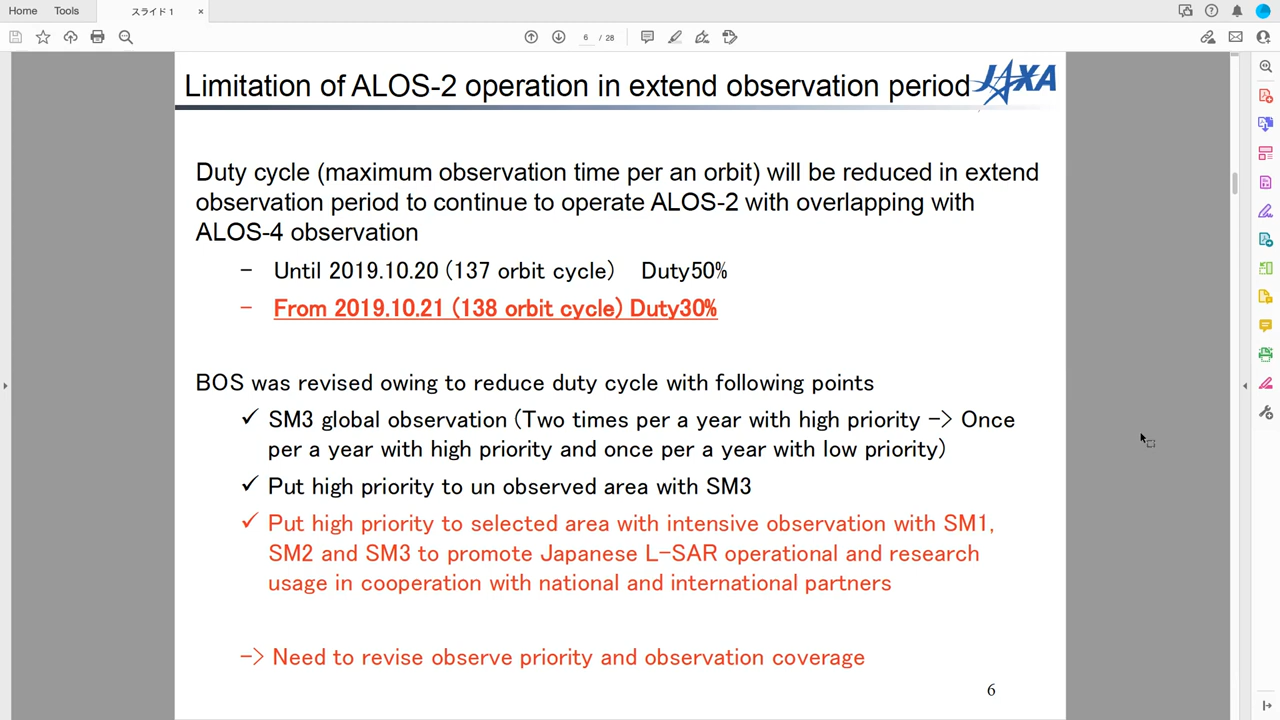 Home
Tools
スライド 1
×
6 / 28
Limitation of ALOS-2 operation in extend observation period
JAXA
Duty cycle (maximum observation time per an orbit) will be reduced in extend
observation period to continue to operate ALOS-2 with overlapping with
ALOS-4 observation
- Until 2019.10.20 (137 orbit cycle) Duty50%
- From 2019.10.21 (138 orbit cycle) Duty30%
BOS was revised owing to reduce duty cycle with following points
✓ SM3 global observation (Two times per a year with high priority -> Once
per a year with high priority and once per a year with low priority)
✓ Put high priority to un observed area with SM3
✓ Put high priority to selected area with intensive observation with SM1,
SM2 and SM3 to promote Japanese L-SAR operational and research
usage in cooperation with national and international partners
-> Need to revise observe priority and observation coverage
6